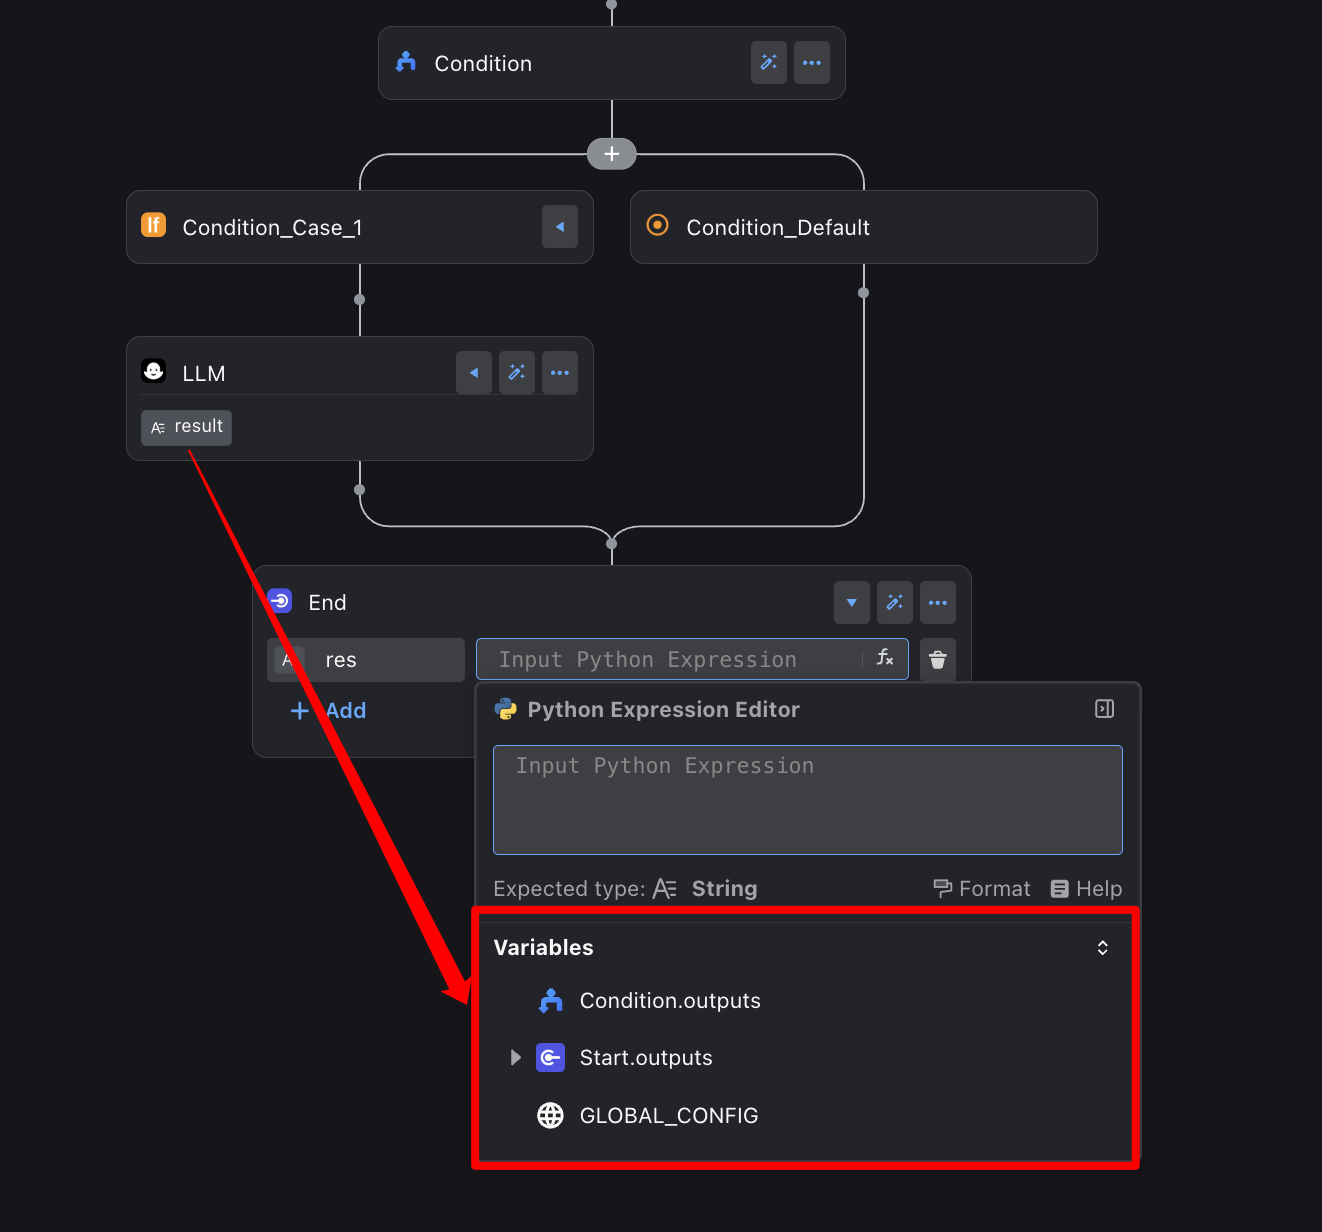 Condition
If Condition_Case_1
Condition_Default
LLM
A result
End
A res
Input Python Expression fx
+ Add
Python Expression Editor
Input Python Expression
Expected type: A String
Format
Help
Variables
Condition.outputs
Start.outputs
GLOBAL_CONFIG